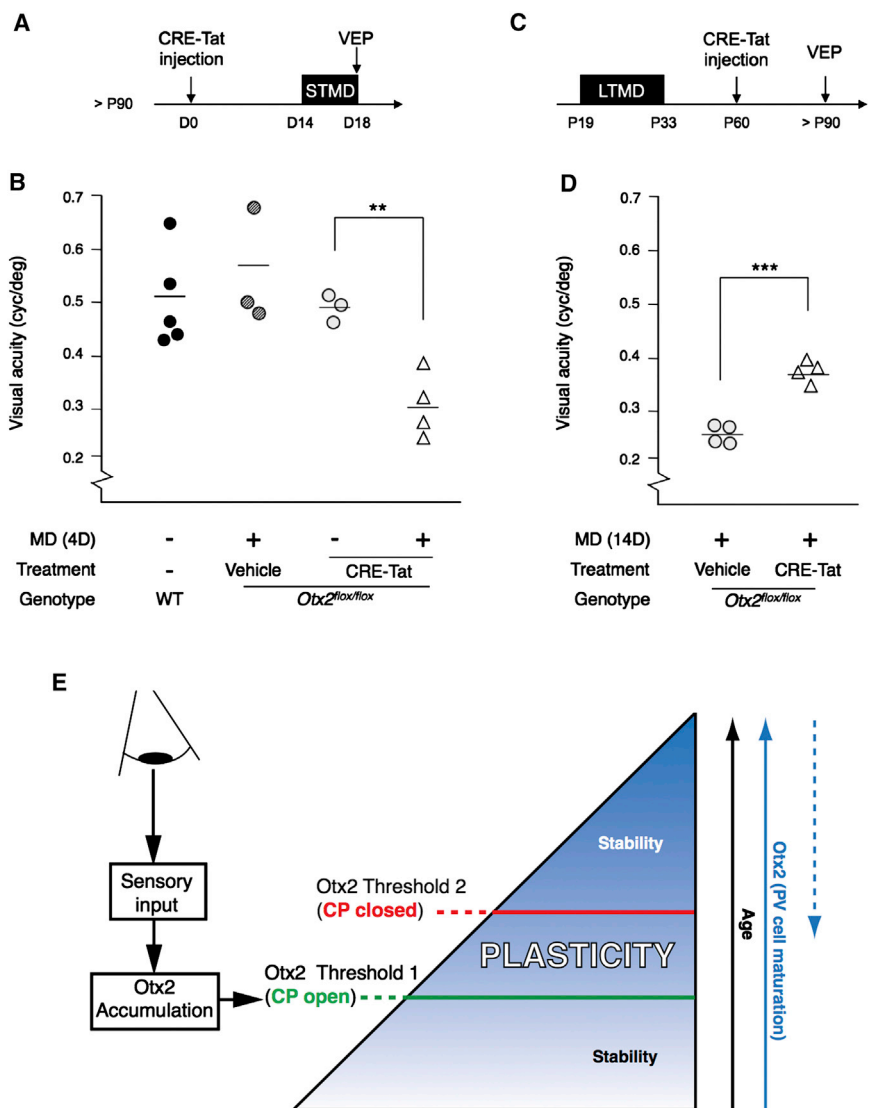 A
CRE-Tat
injection
VEP
STMD
> P90
D0
D14
D18
C
CRE-Tat
injection
VEP
LTMD
P19
P33
P60
> P90
B
0.7
0.6
0.5
0.4
0.3
0.2
Visual acuity (cyc/deg)
**
MD (4D) - + - +
Treatment - Vehicle CRE-Tat
Genotype WT Otx2flox/flox
D
0.7
0.6
0.5
0.4
0.3
0.2
Visual acuity (cyc/deg)
***
MD (14D) + +
Treatment Vehicle CRE-Tat
Genotype Otx2flox/flox
E
Sensory
input
Otx2
Accumulation
Otx2 Threshold 2
(CP closed)
Otx2 Threshold 1
(CP open)
Stability
PLASTICITY
Stability
Age
Otx2 (PV cell maturation)